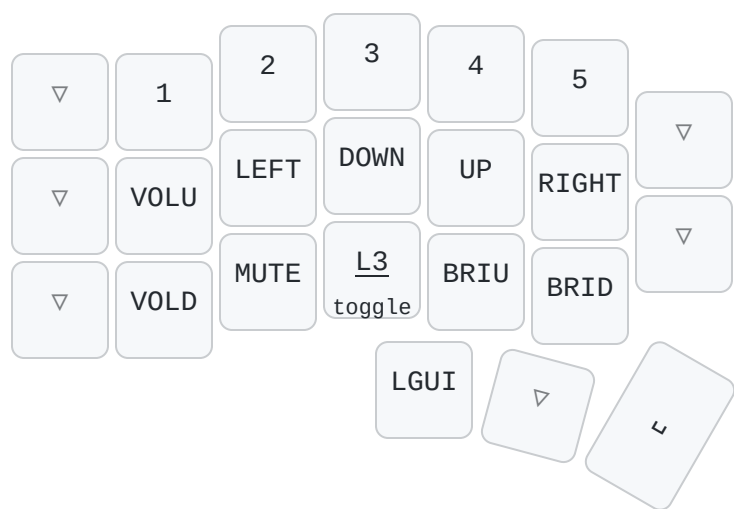 ▽ 1 2 3 4 5 ▽
▽ VOLU LEFT DOWN UP RIGHT ▽
▽ VOLD MUTE L3 BRIU BRID
toggle
LGUI ▽ ⎵